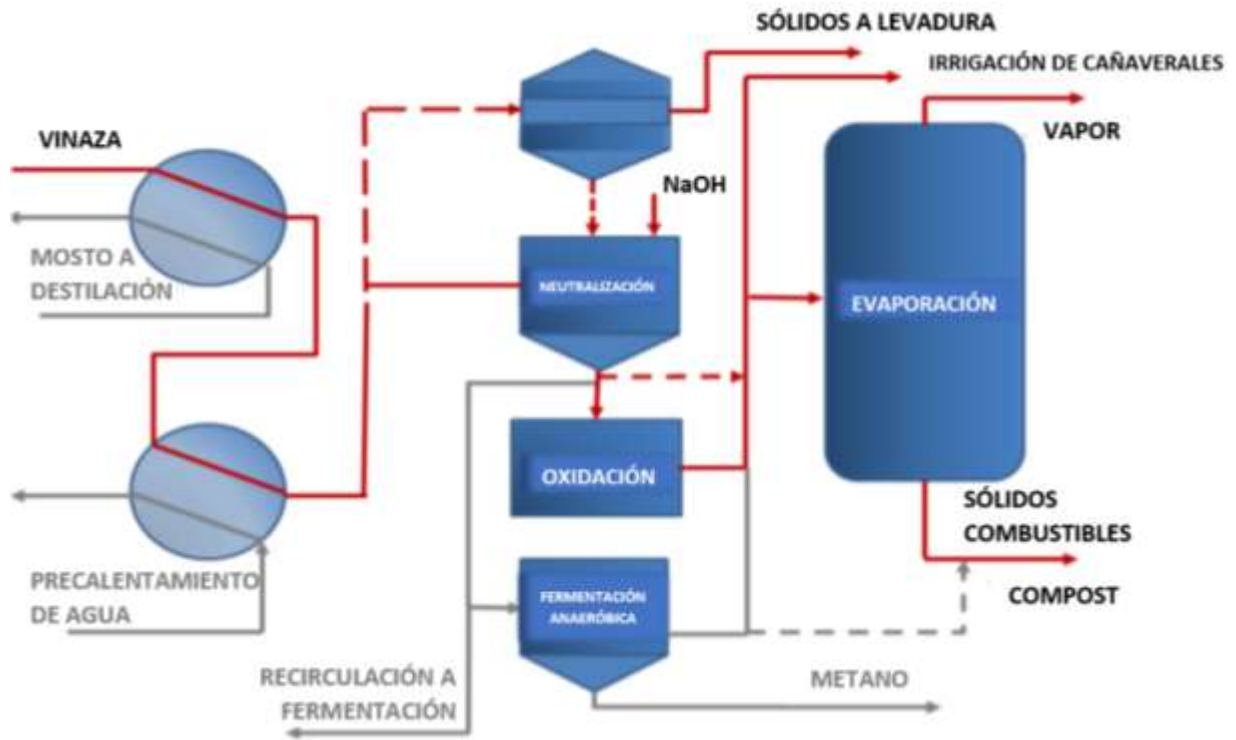 SÓLIDOS A LEVADURA
IRRIGACIÓN DE CAÑAVERALES
VAPOR
VINAZA
NaOH
MOSTO A
DESTILACIÓN
NEUTRALIZACIÓN
EVAPORACIÓN
OXIDACIÓN
SÓLIDOS
COMBUSTIBLES
COMPOST
PRECALENTAMIENTO
DE AGUA
FERMENTACIÓN
ANAERÓBICA
RECIRCULACIÓN A
FERMENTACIÓN
METANO